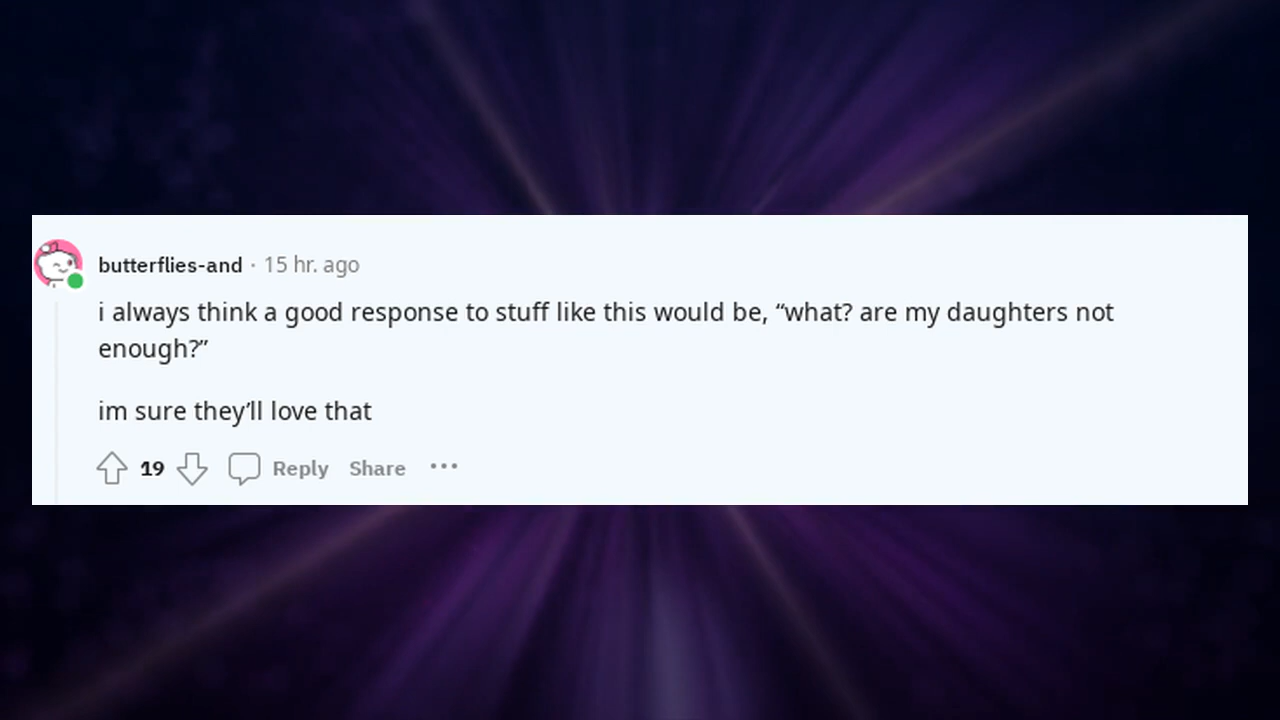 butterflies-and · 15 hr. ago
i always think a good response to stuff like this would be, “what? are my daughters not
enough?”
im sure they’ll love that
19 Reply Share •••